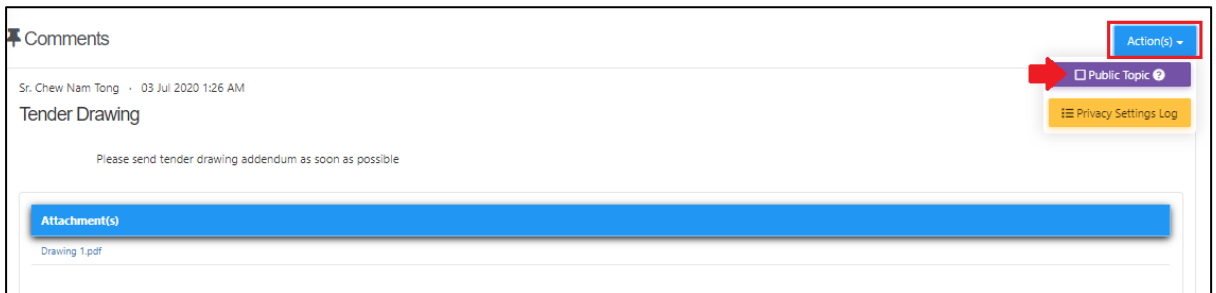 Comments
Action(s)
Public Topic ?
Sr. Chew Nam Tong · 03 Jul 2020 1:26 AM
Tender Drawing
Privacy Settings Log
Please send tender drawing addendum as soon as possible
Attachment(s)
Drawing 1.pdf